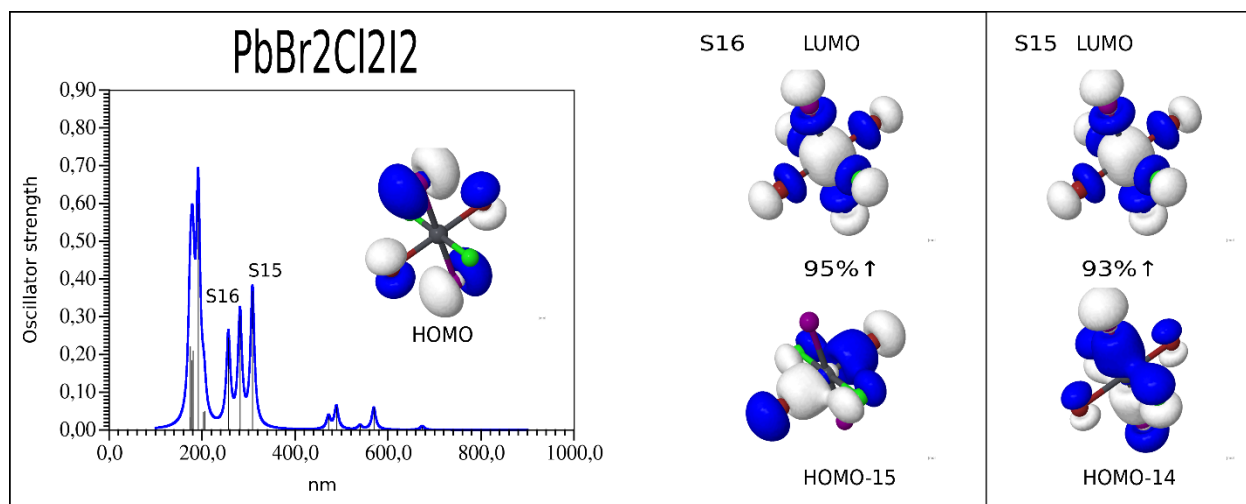 PbBr2Cl2I2
0,90
0,80
0,70
0,60
0,50
0,40
0,30
0,20
0,10
0,00
Oscillator strength
S16
S15
HOMO
0,0
200,0
400,0
600,0
800,0
1000,0
nm
S16 LUMO
95%↑
HOMO-15
S15 LUMO
93%↑
HOMO-14